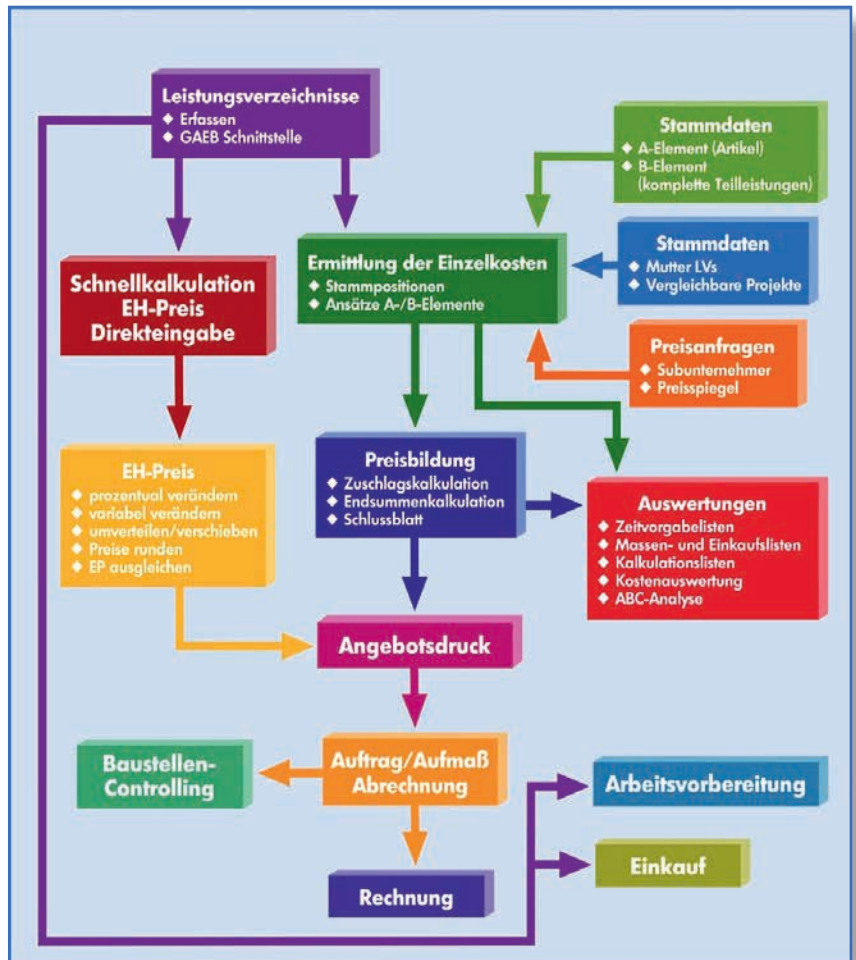 Leistungsverzeichnisse
◆ Erfassen
◆ GAEB Schnittstelle
Stammdaten
◆ A-Element (Artikel)
◆ B-Element
(komplette Teilleistungen)
Stammdaten
◆ Mutter LVs
◆ Vergleichbare Projekte
Schnellkalkulation
EH-Preis
Direkteingabe
Ermittlung der Einzelkosten
◆ Stammpositionen
◆ Ansätze A-/B-Elemente
Preisanfragen
◆ Subunternehmer
◆ Preisspiegel
EH-Preis
◆ prozentual verändern
◆ variabel verändern
◆ umverteilen/verschieben
◆ Preise runden
◆ EP ausgleichen
Preisbildung
◆ Zuschlagskalkulation
◆ Endsummenkalkulation
◆ Schlussblatt
Auswertungen
◆ Zeitvorgabelisten
◆ Massen- und Einkaufslisten
◆ Kalkulationslisten
◆ Kostenauswertung
◆ ABC-Analyse
Angebotsdruck
Baustellen-
Controlling
Auftrag/Aufmaß
Abrechnung
Arbeitsvorbereitung
Rechnung
Einkauf